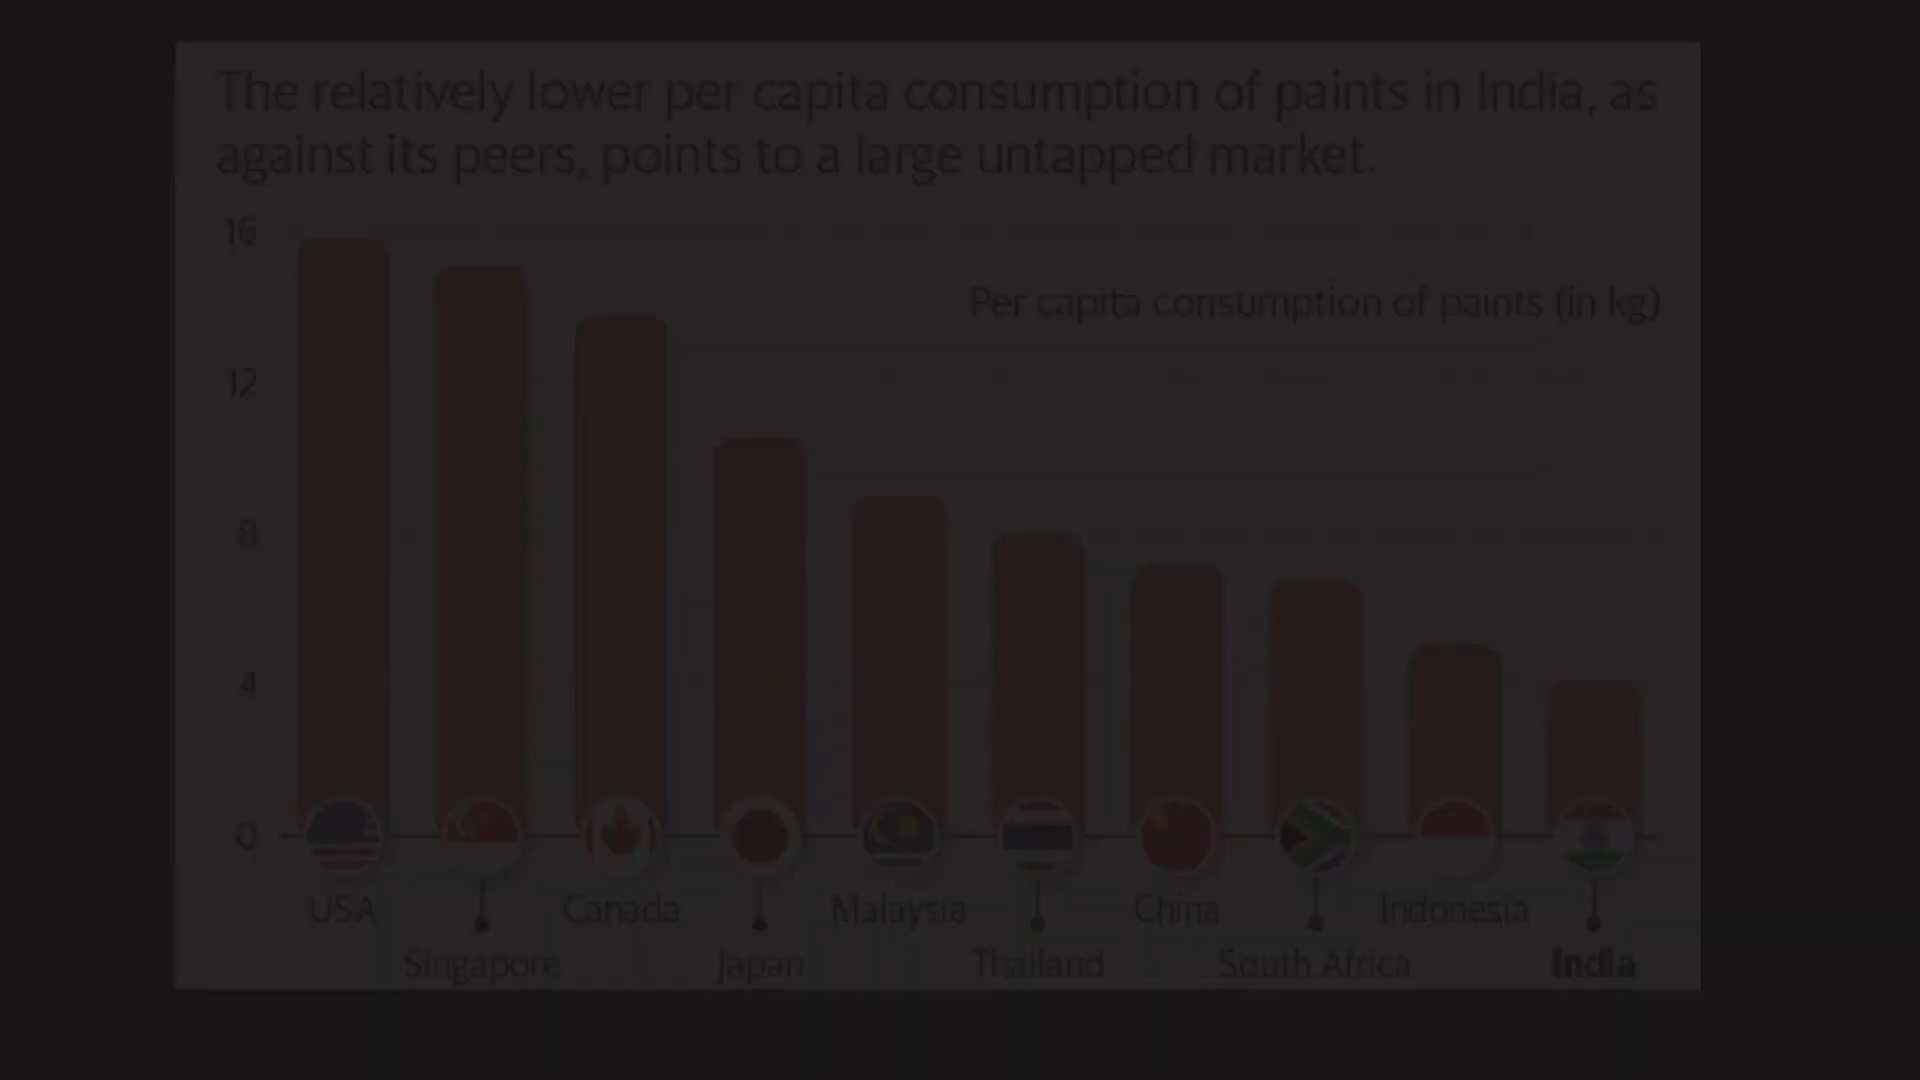 The relatively lower per capita consumption of paints in India, as
against its peers, points to a large untapped market.
16
Per capita consumption of paints (in kg)
12
8
4
0
USA
Canada
Malaysia
China
Indonesia
Singapore
Japan
Thailand
South Africa
India